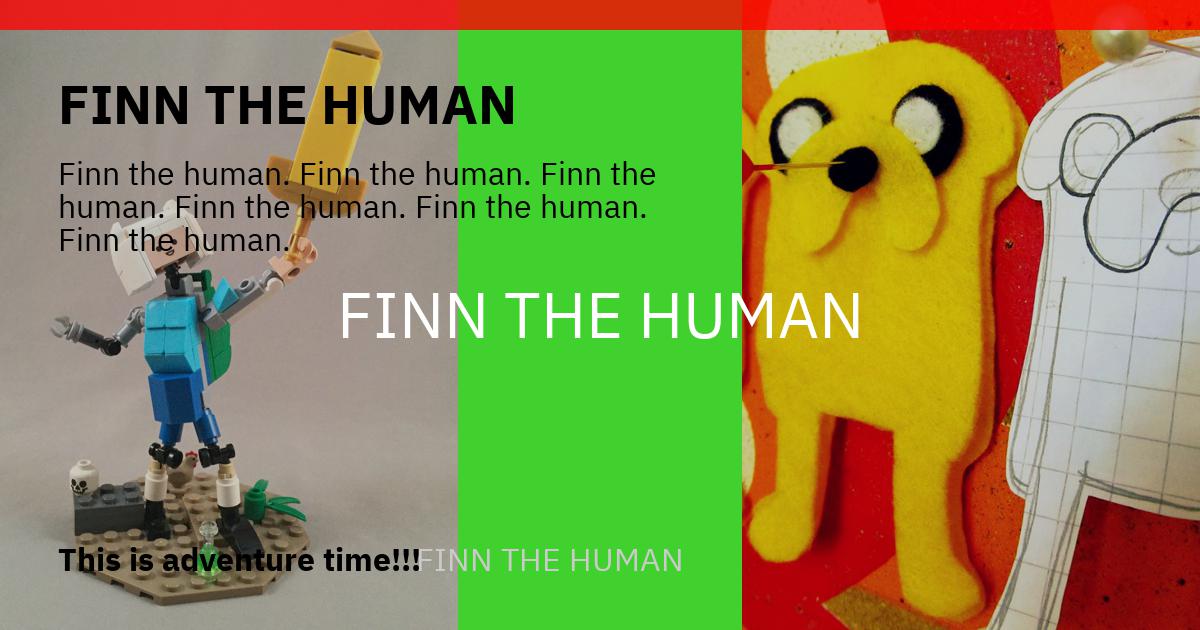 FINN THE HUMAN
Finn the human. Finn the human. Finn the
human. Finn the human. Finn the human.
Finn the human.
FINN THE HUMAN
This is adventure time!!!FINN THE HUMAN